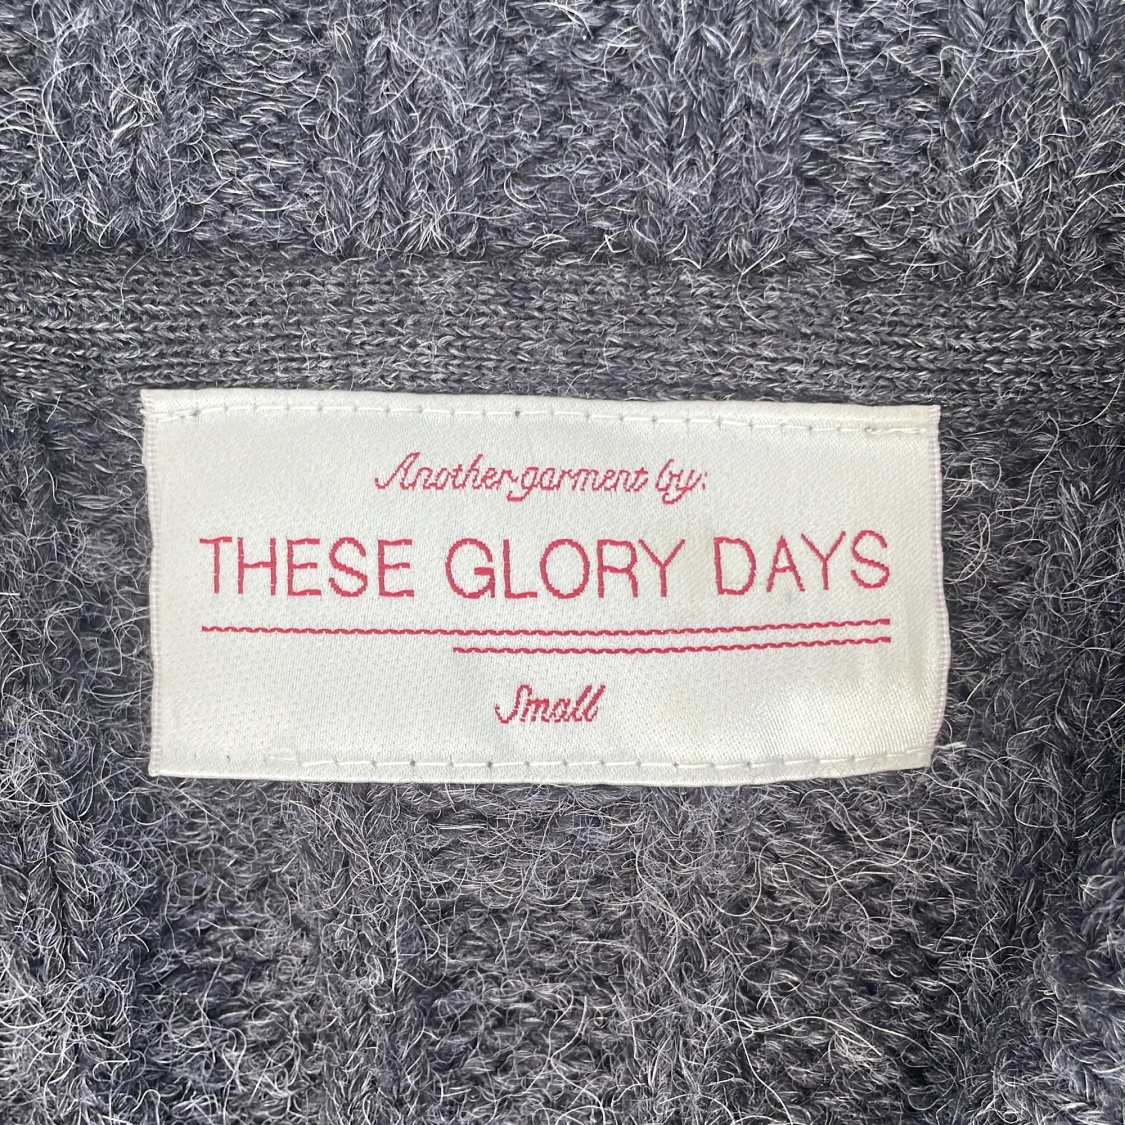 Another garment by:
THESE GLORY DAYS
Small